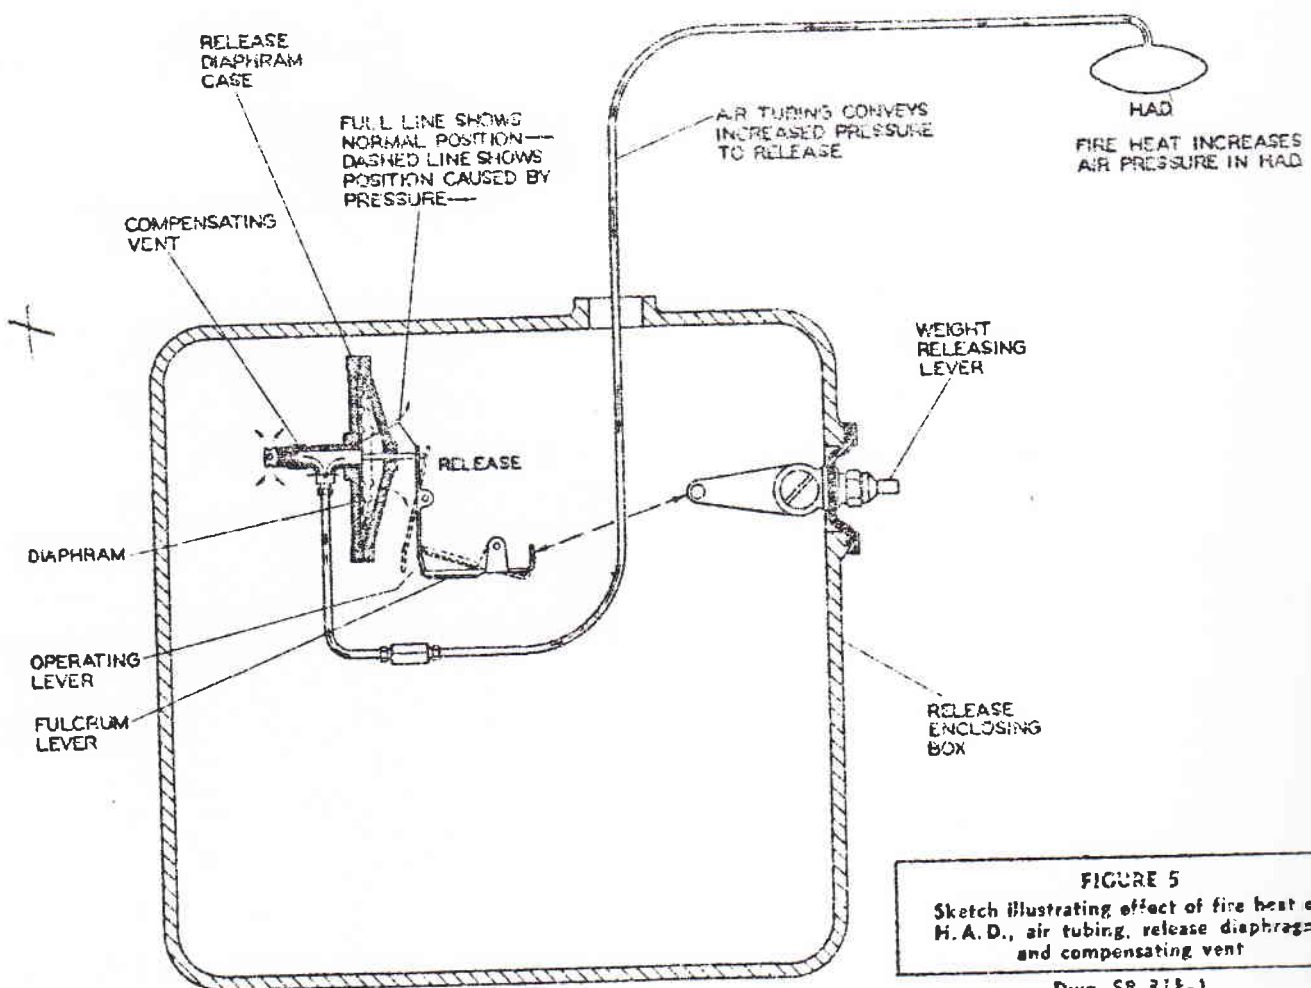 RELEASE
DIAPHRAM
CASE
FULL LINE SHOWS
NORMAL POSITION—
DASHED LINE SHOWS
POSITION CAUSED BY
PRESSURE—
COMPENSATING
VENT
AIR TUBING CONVEYS
INCREASED PRESSURE
TO RELEASE
HAD
FIRE HEAT INCREASES
AIR PRESSURE IN HAD
WEIGHT
RELEASING
LEVER
RELEASE
DIAPHRAM
OPERATING
LEVER
FULCRUM
LEVER
RELEASE
ENCLOSING
BOX
FIGURE 5
Sketch illustrating effect of fire heat
H.A.D., air tubing, release diaphragm
and compensating vent